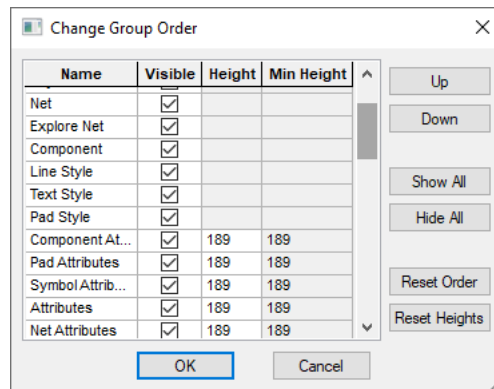 Change Group Order
Name Visible Height Min Height
Net
Explore Net
Component
Line Style
Text Style
Pad Style
Component At... 189 189
Pad Attributes 189 189
Symbol Attrib... 189 189
Attributes 189 189
Net Attributes 189 189
Up
Down
Show All
Hide All
Reset Order
Reset Heights
OK Cancel